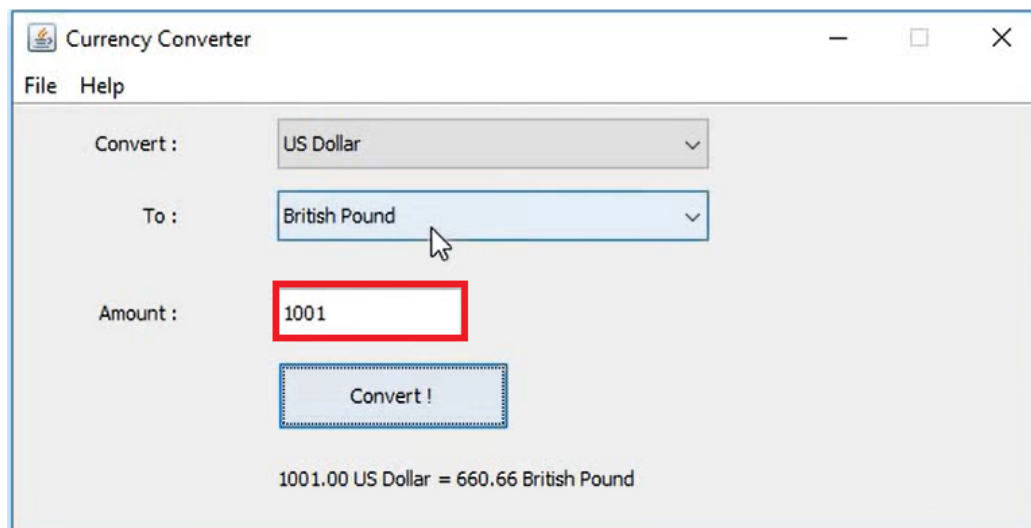 Currency Converter
File Help
Convert : US Dollar
To : British Pound
Amount : 1001
Convert !
1001.00 US Dollar = 660.66 British Pound